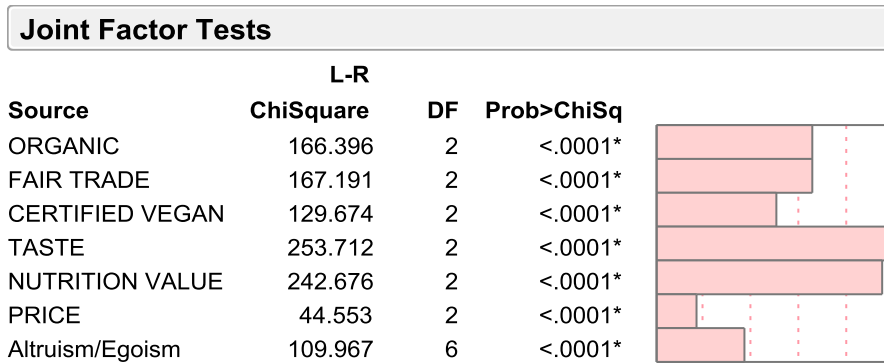 Joint Factor Tests
L-R
Source ChiSquare DF Prob>ChiSq
ORGANIC 166.396 2 <.0001*
FAIR TRADE 167.191 2 <.0001*
CERTIFIED VEGAN 129.674 2 <.0001*
TASTE 253.712 2 <.0001*
NUTRITION VALUE 242.676 2 <.0001*
PRICE 44.553 2 <.0001*
Altruism/Egoism 109.967 6 <.0001*